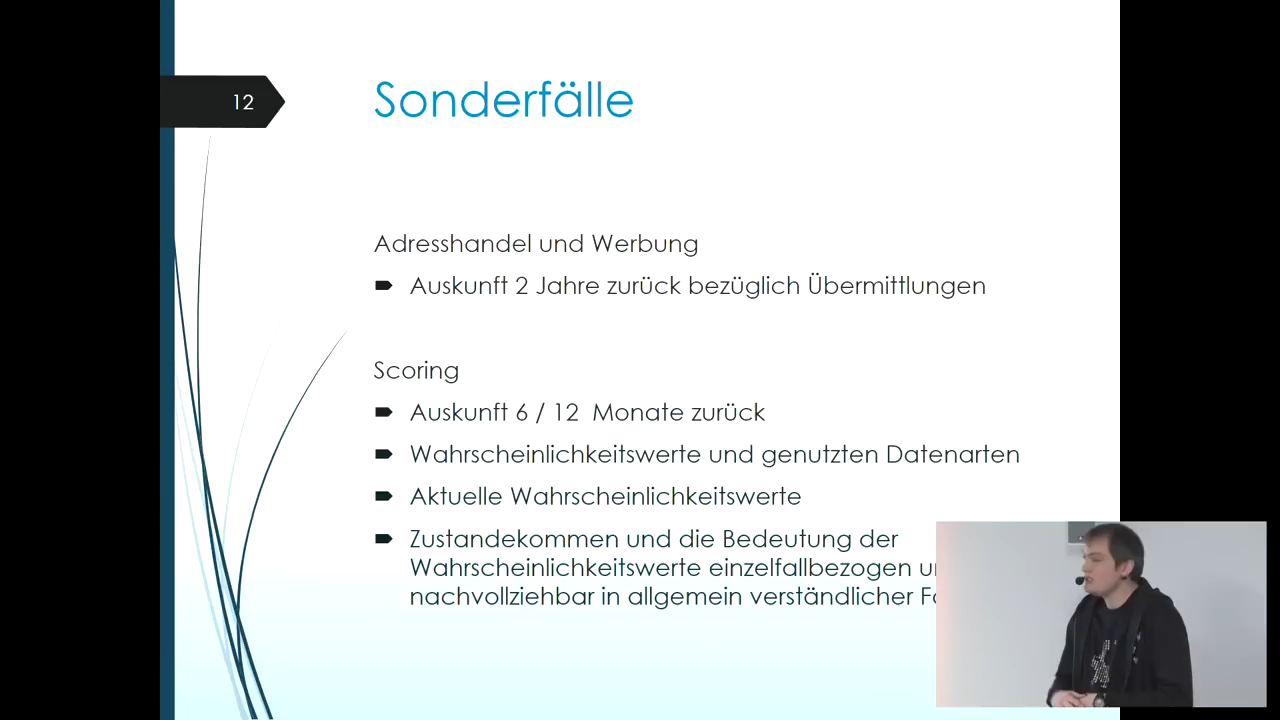 12
Sonderfälle
Adresshandel und Werbung
Auskunft 2 Jahre zurück bezüglich Übermittlungen
Scoring
Auskunft 6 / 12 Monate zurück
Wahrscheinlichkeitswerte und genutzten Datenarten
Aktuelle Wahrscheinlichkeitswerte
Zustandekommen und die Bedeutung der
Wahrscheinlichkeitswerte einzelfallbezogen
nachvollziehbar in allgemein verständlicher